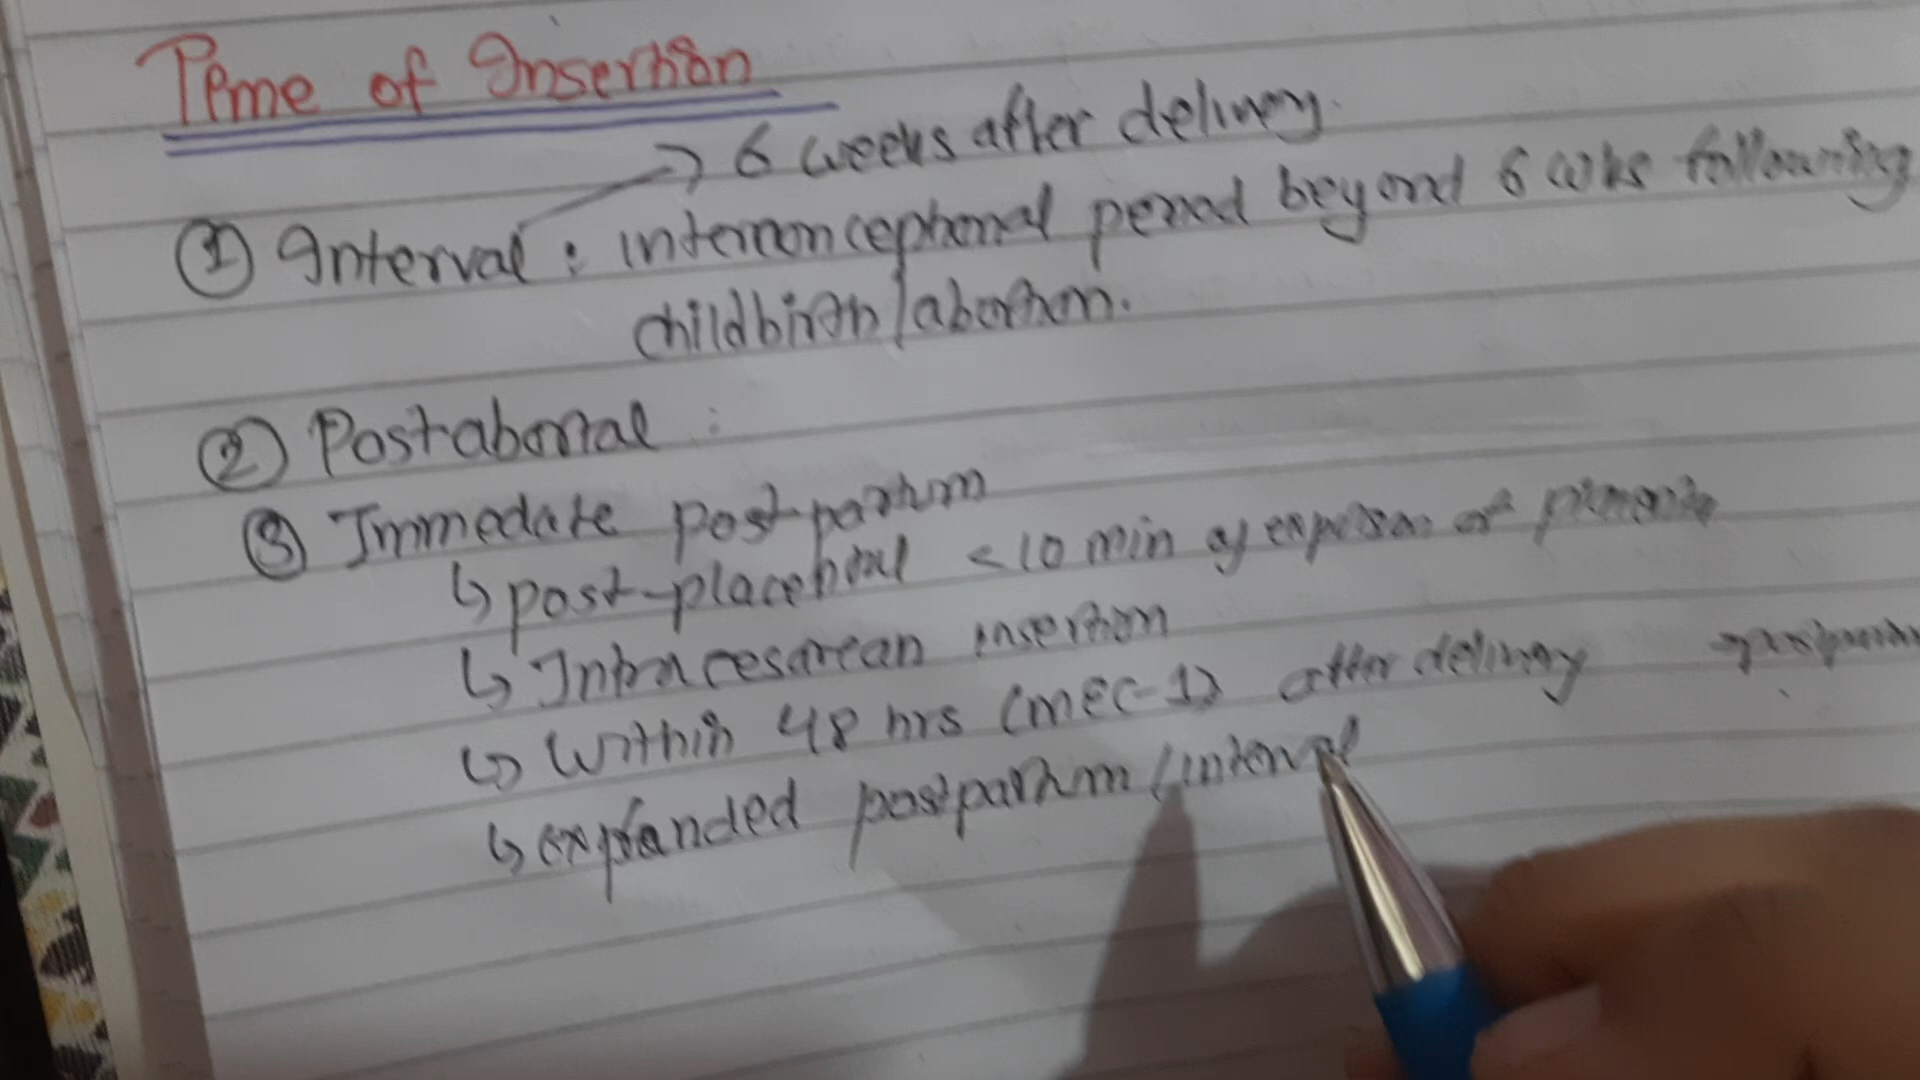 Time of Insertion
→ 6 weeks after delivery.
① Interval : interconceptional period beyond 6 wks following
childbirth/abortion.
② Postabortal :
③ Immediate post-partum
↳ post-placental < 10 min of expulsion of placenta
↳ Intracesarean insertion
↳ Within 48 hrs (MEC-1) after delivery
↳ expanded postpartum/interval